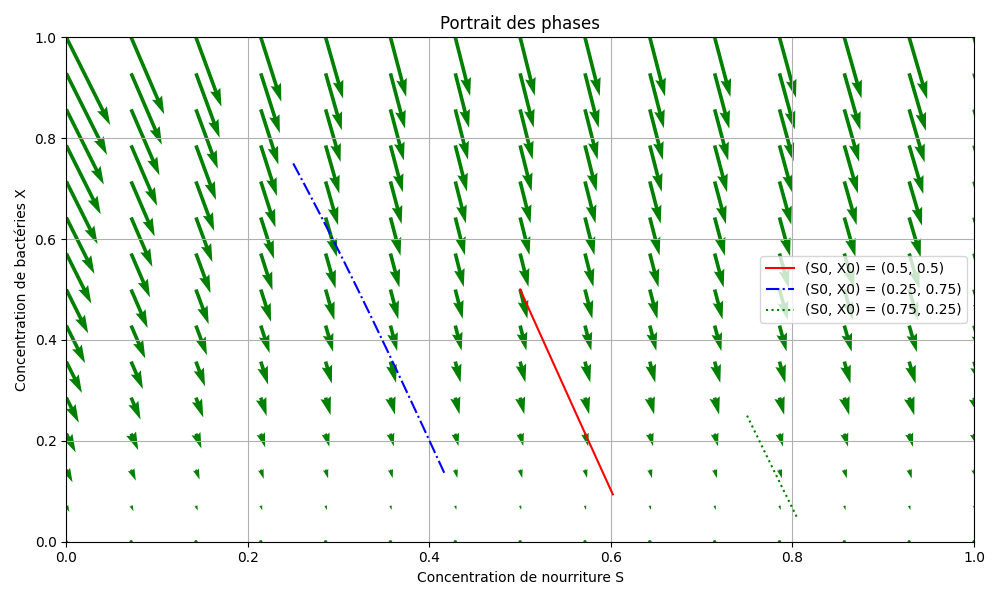 Portrait des phases
Concentration de bactéries X
1.0
0.8
0.6
0.4
0.2
0.0
(S0, X0) = (0.5, 0.5)
(S0, X0) = (0.25, 0.75)
(S0, X0) = (0.75, 0.25)
0.0 0.2 0.4 0.6 0.8 1.0
Concentration de nourriture S